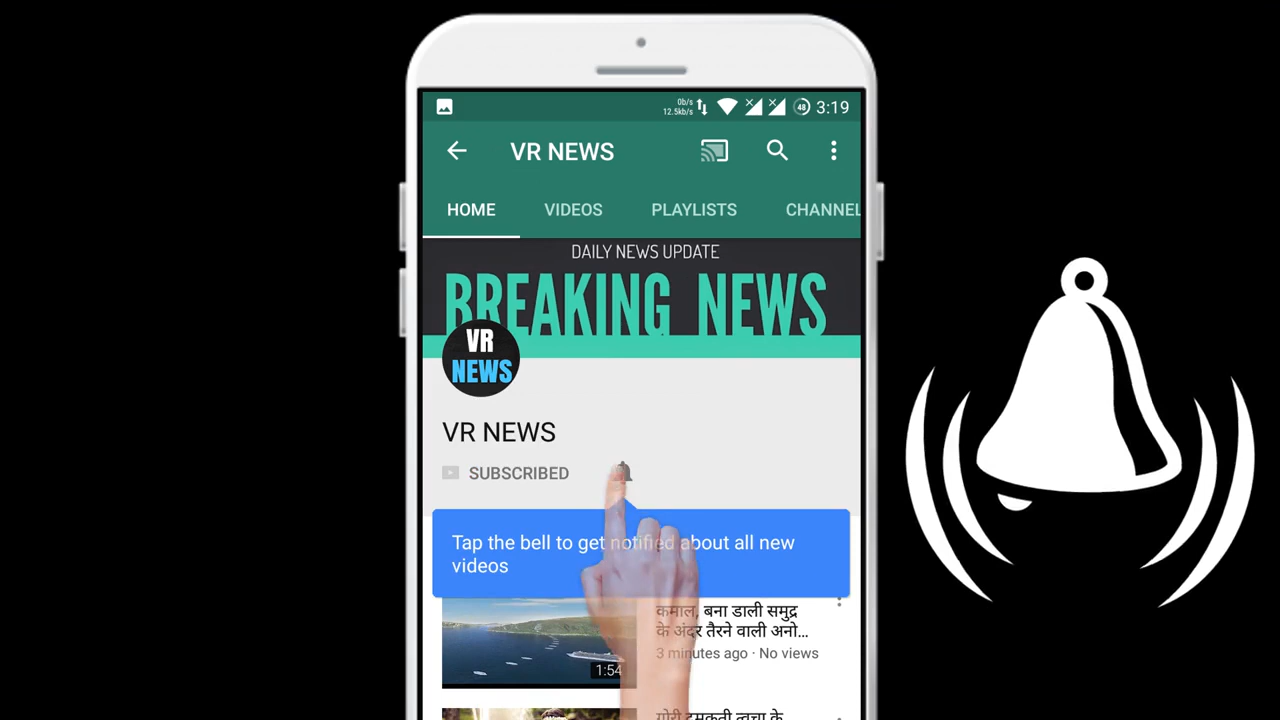 0b/s
12.5kb/s
48
3:19
VR NEWS
HOME VIDEOS PLAYLISTS CHANNEL
DAILY NEWS UPDATE
BREAKING NEWS
VR
NEWS
VR NEWS
SUBSCRIBED
Tap the bell to get notified about all new
videos
कमाल, बना डाली समुद्र
के अंदर तैरने वाली अनो...
3 minutes ago · No views
1:54
गोरी दमकती त्वचा के